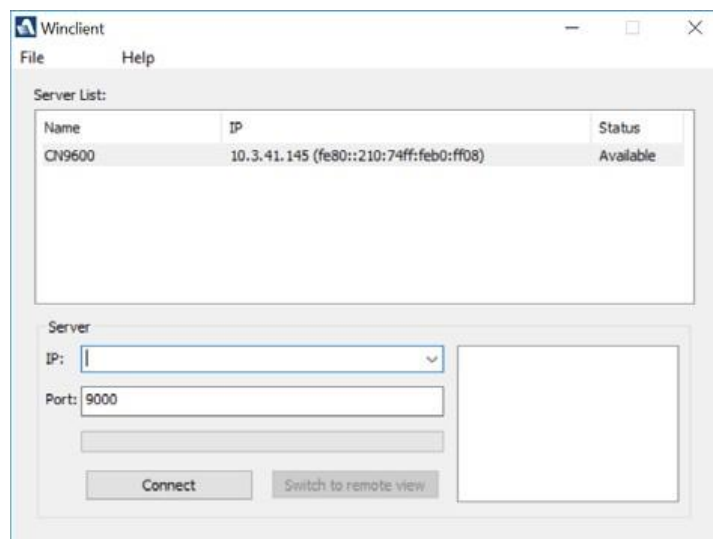 Winclient
File Help
Server List:
Name IP Status
CN9600 10.3.41.145 (fe80::210:74ff:feb0:ff08) Available
Server
IP:
Port: 9000
Connect Switch to remote view